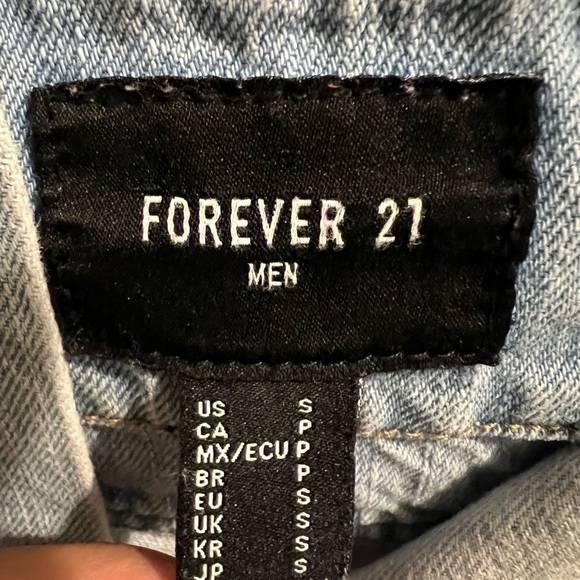 FOREVER 21
MEN
US S
CA P
MX/ECU P
BR P
EU S
UK S
KR S
JP